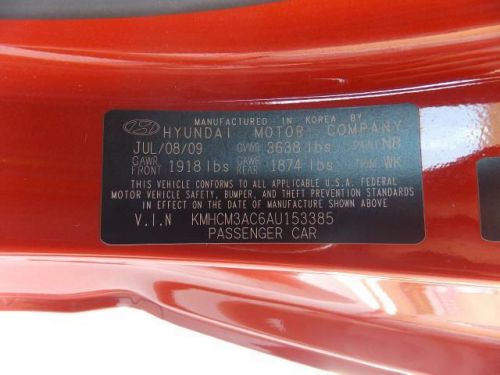 MANUFACTURED IN KOREA BY
HYUNDAI MOTOR COMPANY
JUL/08/09 GVWR 3638 lbs PAINT NB
GAWR FRONT 1918 lbs GAWR REAR 1874 lbs TRIM WK
THIS VEHICLE CONFORMS TO ALL APPLICABLE U.S.A. FEDERAL
MOTOR VEHICLE SAFETY, BUMPER, AND THEFT PREVENTION STANDARDS
IN EFFECT ON THE DATE OF MANUFACTURE SHOWN ABOVE
V.I.N KMHCM3AC6AU153385
PASSENGER CAR